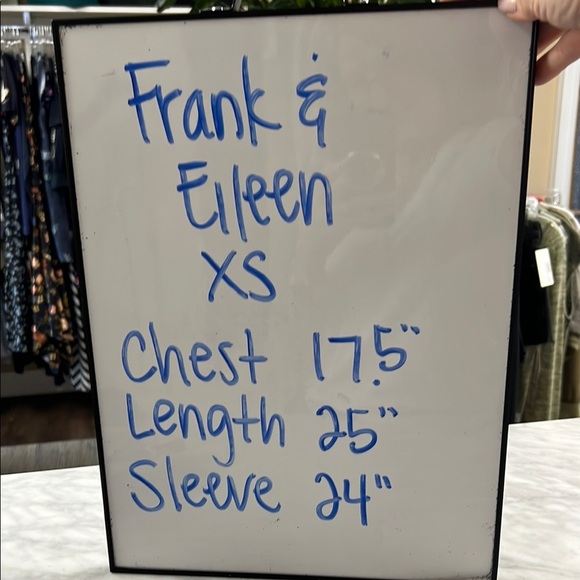 Frank &
Eileen
XS
Chest 17.5"
Length 25"
Sleeve 24"